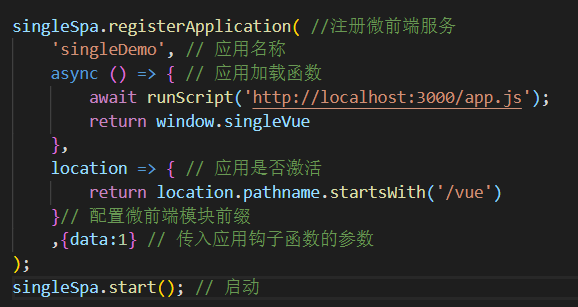 singleSpa.registerApplication( //注册微前端服务
'singleDemo', // 应用名称
async () => { // 应用加载函数
await runScript('http://localhost:3000/app.js');
return window.singleVue
},
location => { // 应用是否激活
return location.pathname.startsWith('/vue')
}// 配置微前端模块前缀
,{data:1} // 传入应用钩子函数的参数
);
singleSpa.start(); // 启动